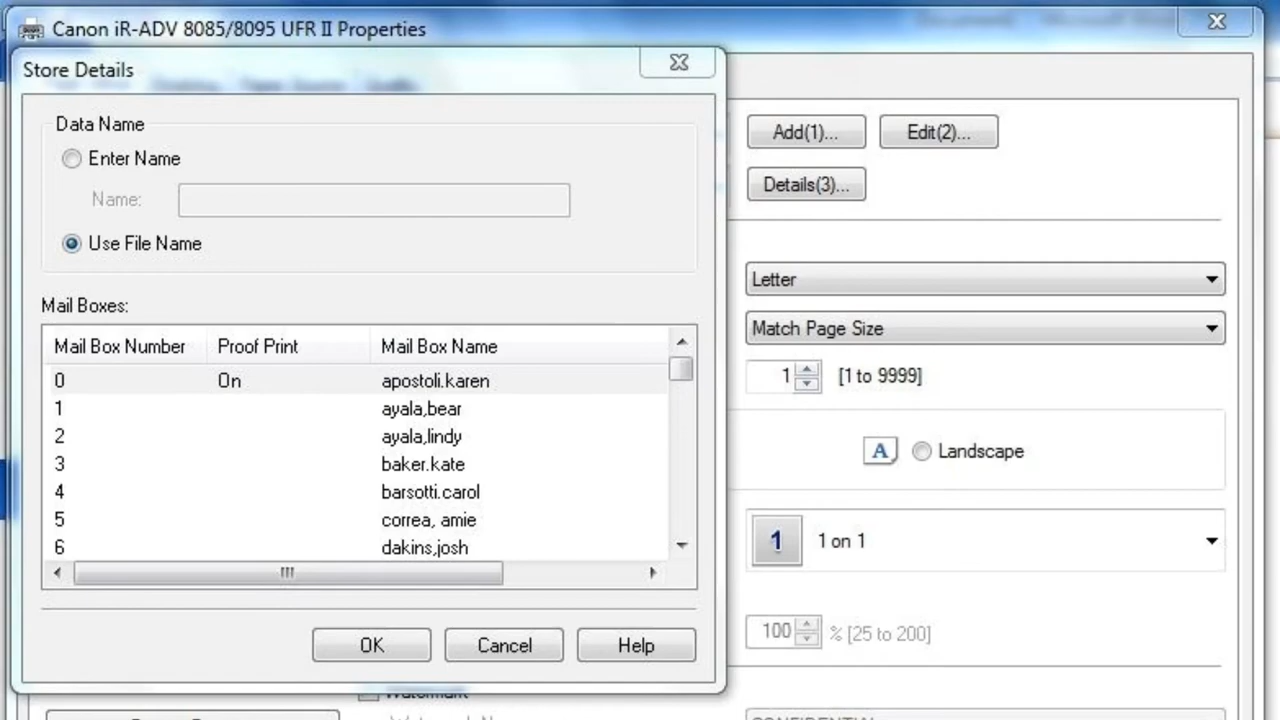 Canon iR-ADV 8085/8095 UFR II Properties
Store Details
Data Name
Enter Name
Name:
Use File Name
Mail Boxes:
Mail Box Number Proof Print Mail Box Name
0 On apostoli.karen
1 ayala,bear
2 ayala,lindy
3 baker.kate
4 barsotti.carol
5 correa, amie
6 dakins,josh
OK Cancel Help
Add(1)... Edit(2)...
Details(3)...
Letter
Match Page Size
1 [1 to 9999]
A Landscape
1 1 on 1
100 % [25 to 200]
Watermark
CONFIDENTIAL